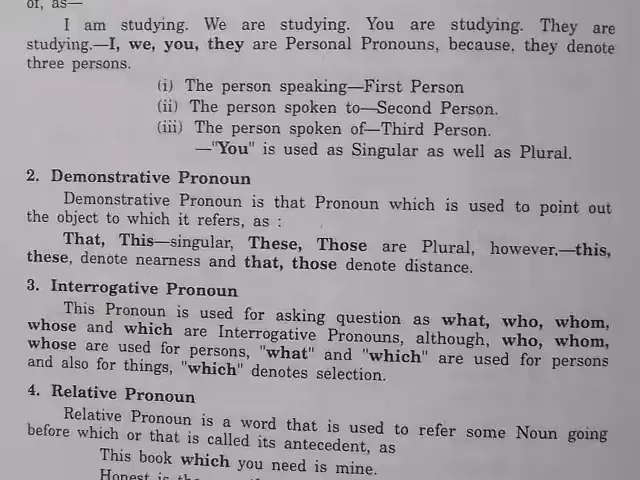 of, as—
I am studying. We are studying. You are studying. They are
studying.—I, we, you, they are Personal Pronouns, because, they denote
three persons.
(i) The person speaking—First Person
(ii) The person spoken to—Second Person.
(iii) The person spoken of—Third Person.
—"You" is used as Singular as well as Plural.
2. Demonstrative Pronoun
Demonstrative Pronoun is that Pronoun which is used to point out
the object to which it refers, as :
That, This—singular, These, Those are Plural, however,—this,
these, denote nearness and that, those denote distance.
3. Interrogative Pronoun
This Pronoun is used for asking question as what, who, whom,
whose and which are Interrogative Pronouns, although, who, whom,
whose are used for persons, "what" and "which" are used for persons
and also for things, "which" denotes selection.
4. Relative Pronoun
Relative Pronoun is a word that is used to refer some Noun going
before which or that is called its antecedent, as
This book which you need is mine.
Honest is the